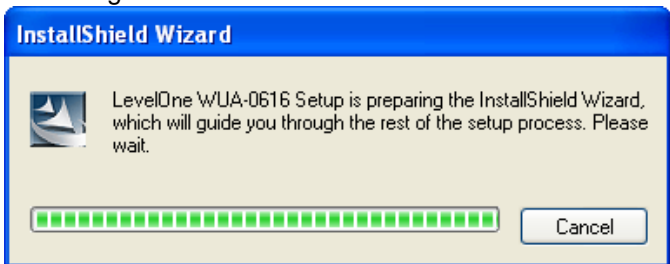 InstallShield Wizard
LevelOne WUA-0616 Setup is preparing the InstallShield Wizard,
which will guide you through the rest of the setup process. Please
wait.
Cancel